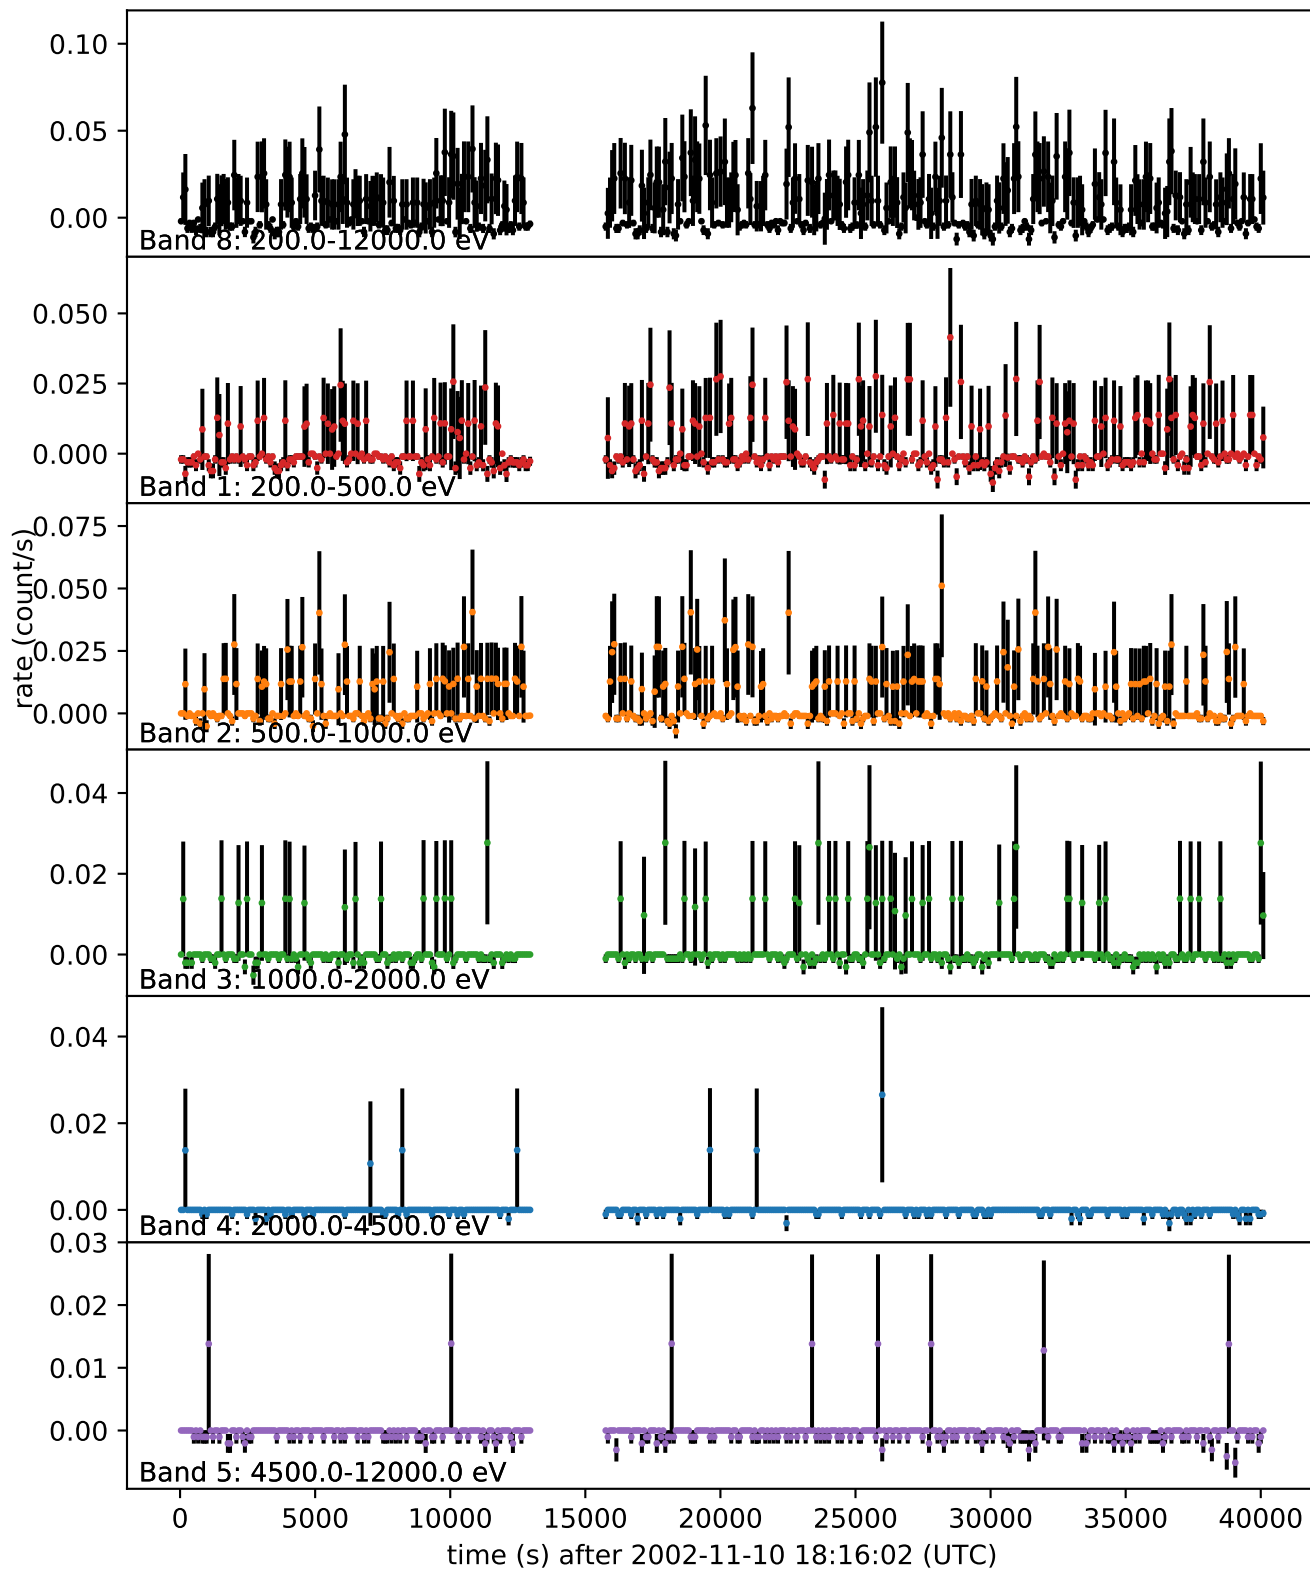 0.10
0.05
0.00
Band 8: 200.0-12000.0 eV
0.050
0.025
0.000
Band 1: 200.0-500.0 eV
rate (count/s)
0.075
0.050
0.025
0.000
Band 2: 500.0-1000.0 eV
0.04
0.02
0.00
Band 3: 1000.0-2000.0 eV
0.04
0.02
0.00
Band 4: 2000.0-4500.0 eV
0.03
0.02
0.01
0.00
Band 5: 4500.0-12000.0 eV
0 5000 10000 15000 20000 25000 30000 35000 40000
time (s) after 2002-11-10 18:16:02 (UTC)